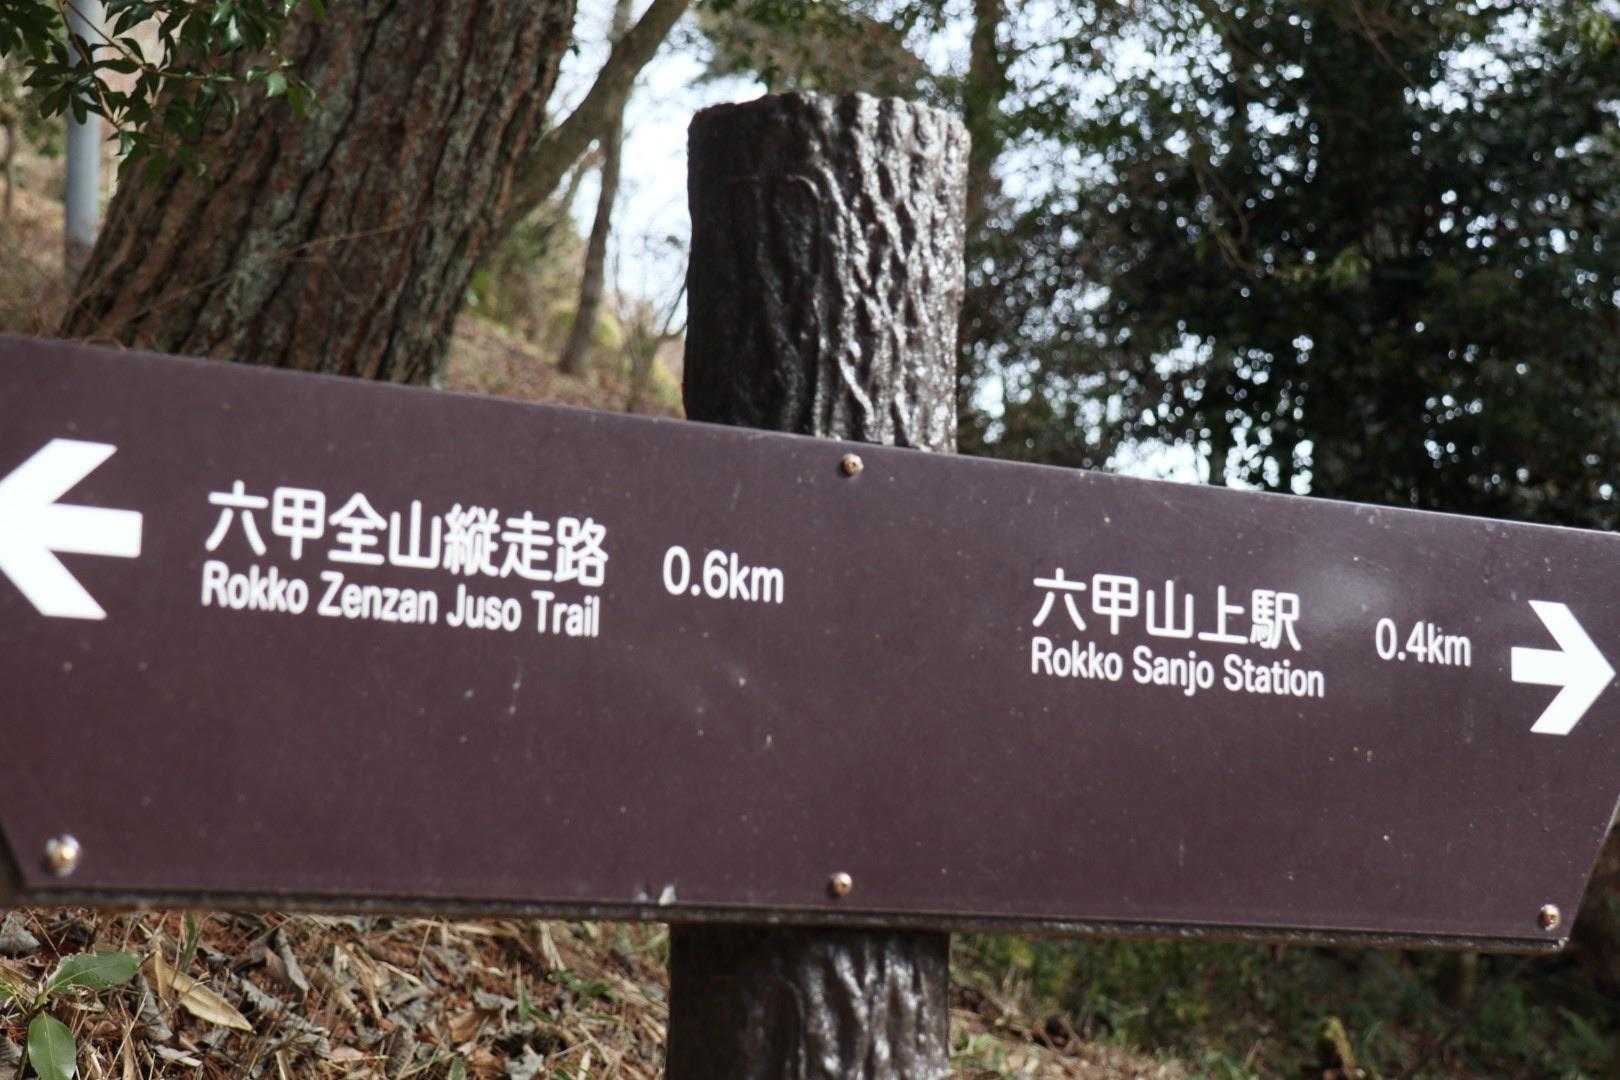 六甲全山縦走路 0.6km
Rokko Zenzan Juso Trail
六甲山上駅 0.4km
Rokko Sanjo Station